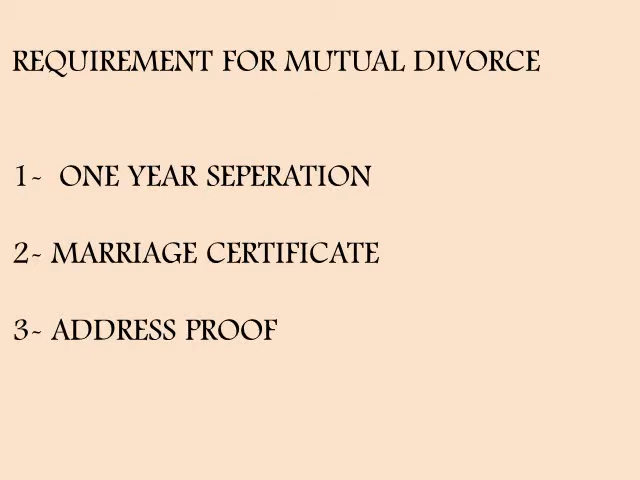 REQUIREMENT FOR MUTUAL DIVORCE
1- ONE YEAR SEPERATION
2- MARRIAGE CERTIFICATE
3- ADDRESS PROOF